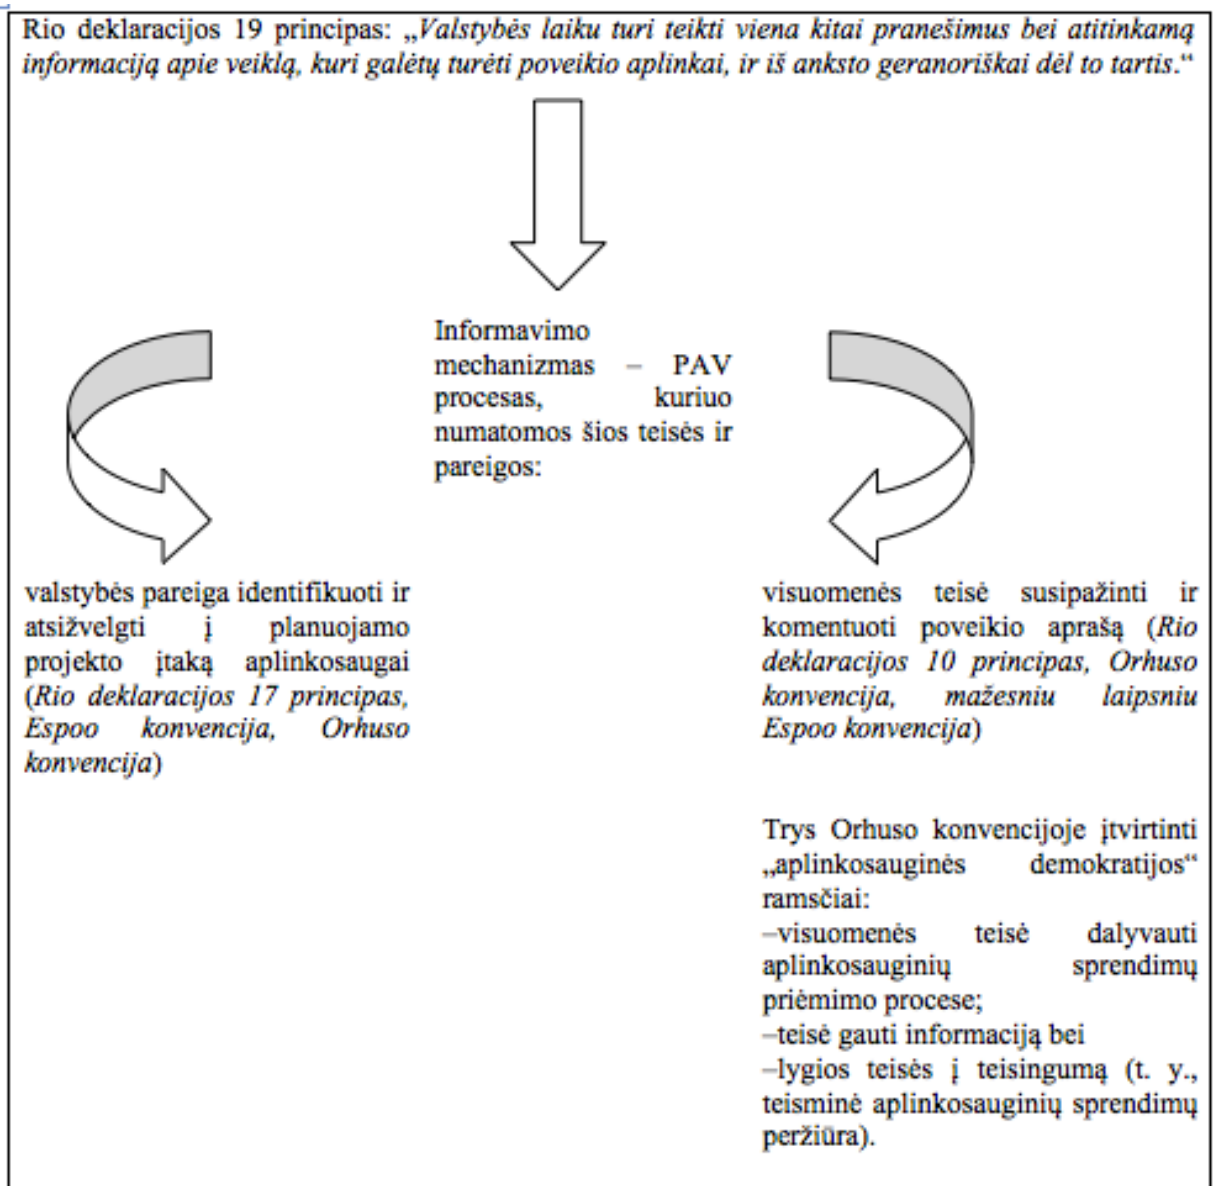 Rio deklaracijos 19 principas: „Valstybės laiku turi teikti viena kitai pranešimus bei atitinkamą
informaciją apie veiklą, kuri galėtų turėti poveikio aplinkai, ir iš anksto geranoriškai dėl to tartis.“
Informavimo
mechanizmas – PAV
procesas, kuriuo
numatomos šios teisės ir
pareigos:
valstybės pareiga identifikuoti ir
atsižvelgti į planuojamo
projekto įtaką aplinkosaugai
(Rio deklaracijos 17 principas,
Espoo konvencija, Orhuso
konvencija)
visuomenės teisė susipažinti ir
komentuoti poveikio aprašą (Rio
deklaracijos 10 principas, Orhuso
konvencija, mažesniu laipsniu
Espoo konvencija)
Trys Orhuso konvencijoje įtvirtinti
„aplinkosauginės demokratijos“
ramsčiai:
–visuomenės teisė dalyvauti
aplinkosauginių sprendimų
priėmimo procese;
–teisė gauti informaciją bei
–lygios teisės į teisingumą (t. y.,
teisminė aplinkosauginių sprendimų
peržiūra).